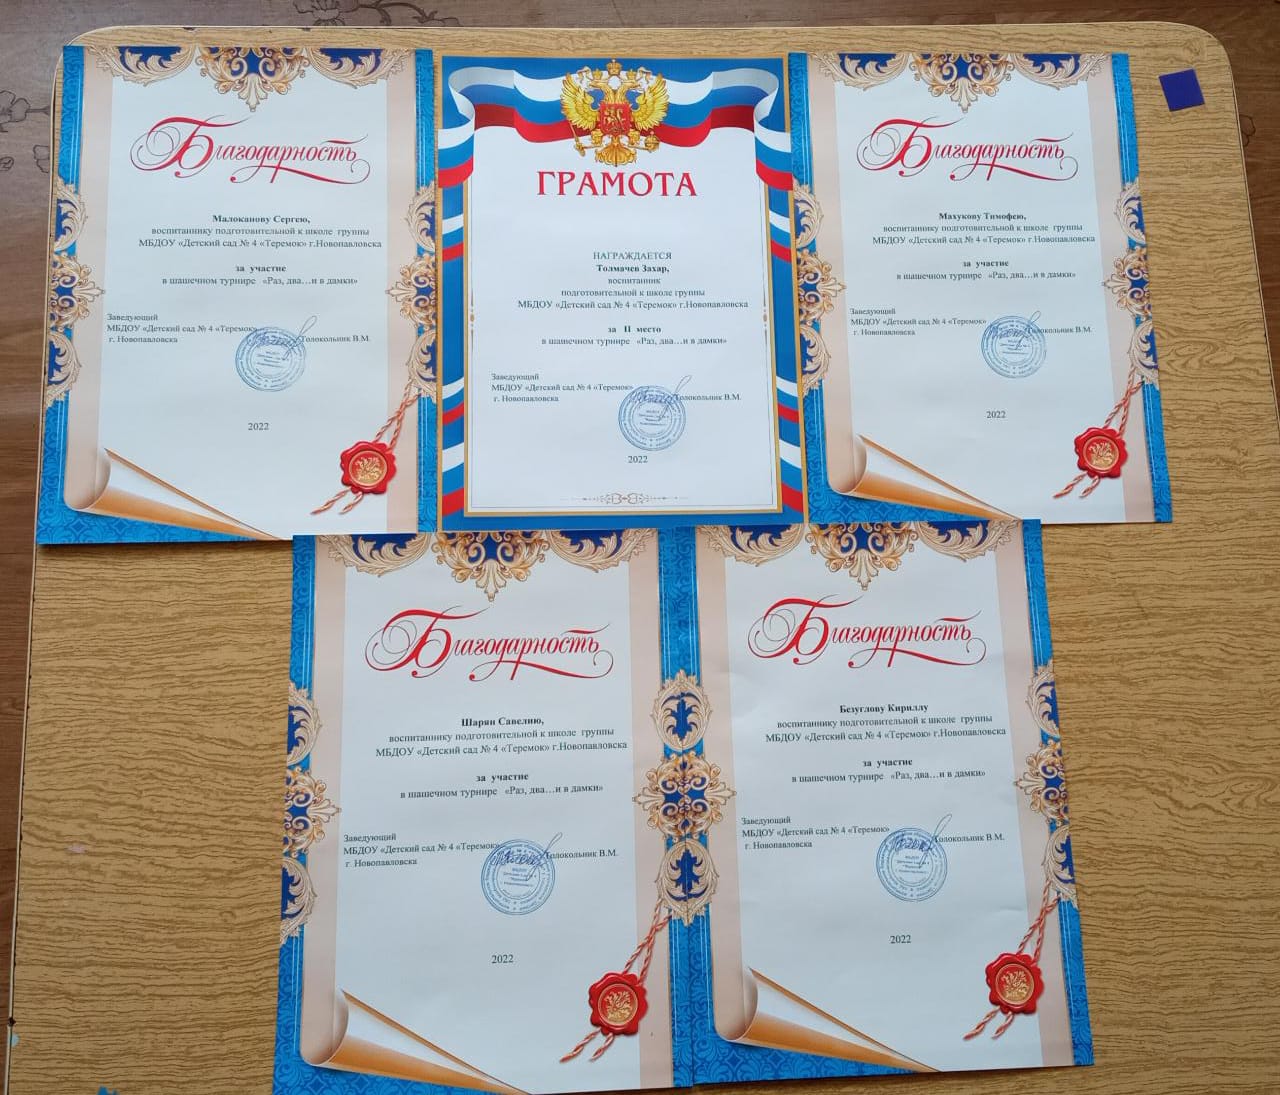 Благодарность
Малоканову Сергею,
воспитаннику подготовительной к школе группы
МБДОУ «Детский сад № 4 «Теремок» г.Новопавловска
за участие
в шашечном турнире «Раз, два…и в дамки»
Заведующий
МБДОУ «Детский сад № 4 «Теремок»
г. Новопавловска Толокольник В.М.
2022
ГРАМОТА
НАГРАЖДАЕТСЯ
Толмачев Захар,
воспитанник
подготовительной к школе группы
МБДОУ «Детский сад № 4 «Теремок» г.Новопавловска
за II место
в шашечном турнире «Раз, два…и в дамки»
Заведующий
МБДОУ «Детский сад № 4 «Теремок»
г. Новопавловска Толокольник В.М.
2022
Благодарность
Махукову Тимофею,
воспитаннику подготовительной к школе группы
МБДОУ «Детский сад № 4 «Теремок» г.Новопавловска
за участие
в шашечном турнире «Раз, два…и в дамки»
Заведующий
МБДОУ «Детский сад № 4 «Теремок»
г. Новопавловска Толокольник В.М.
2022
Благодарность
Шарян Савелию,
воспитаннику подготовительной к школе группы
МБДОУ «Детский сад № 4 «Теремок» г.Новопавловска
за участие
в шашечном турнире «Раз, два…и в дамки»
Заведующий
МБДОУ «Детский сад № 4 «Теремок»
г. Новопавловска Толокольник В.М.
2022
Благодарность
Безуглову Кириллу
воспитаннику подготовительной к школе группы
МБДОУ «Детский сад № 4 «Теремок» г.Новопавловска
за участие
в шашечном турнире «Раз, два…и в дамки»
Заведующий
МБДОУ «Детский сад № 4 «Теремок»
г. Новопавловска Толокольник В.М.
2022